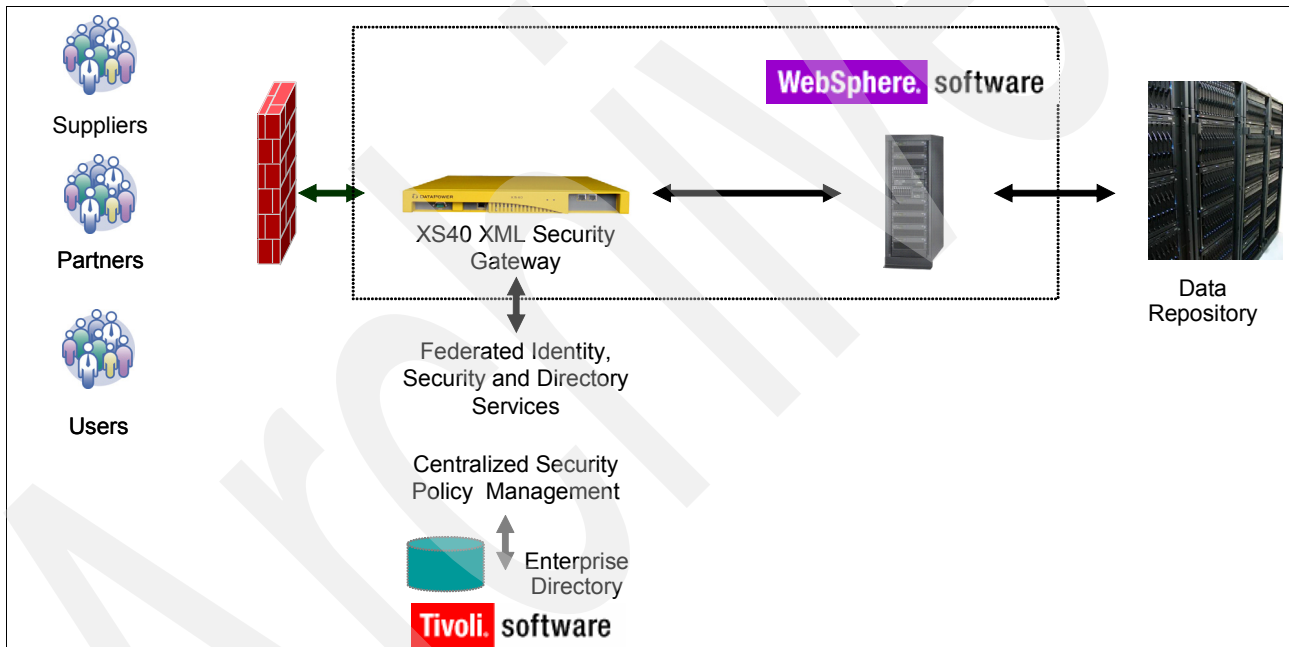 Suppliers
Partners
Users
WebSphere. software
DATAPOWER
XS40 XML Security
Gateway
Federated Identity,
Security and Directory
Services
Centralized Security
Policy Management
Enterprise
Directory
Tivoli. software
Data
Repository